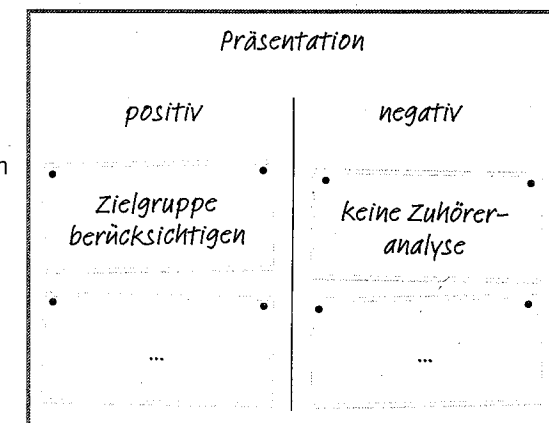 Präsentation
positiv
negativ
n
Zielgruppe
berücksichtigen
keine Zuhörer-
analyse
...
...